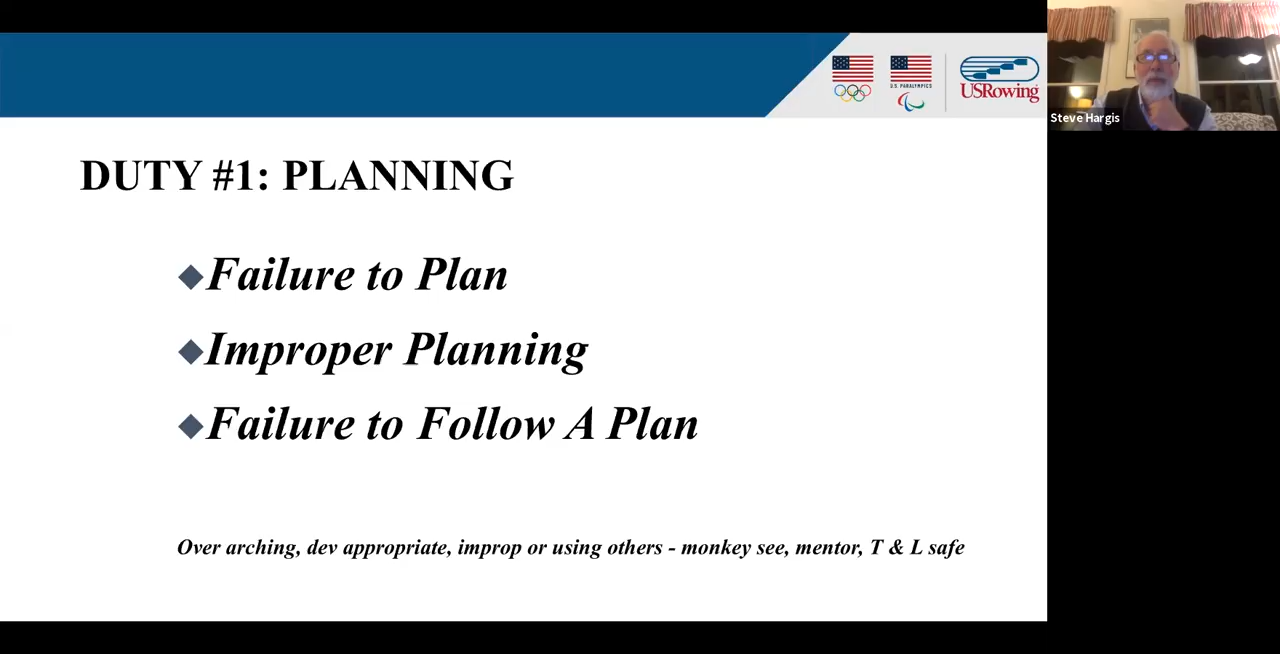 U.S. PARALYMPICS
USRowing
Steve Hargis
DUTY #1: PLANNING
Failure to Plan
Improper Planning
Failure to Follow A Plan
Over arching, dev appropriate, improp or using others - monkey see, mentor, T & L safe